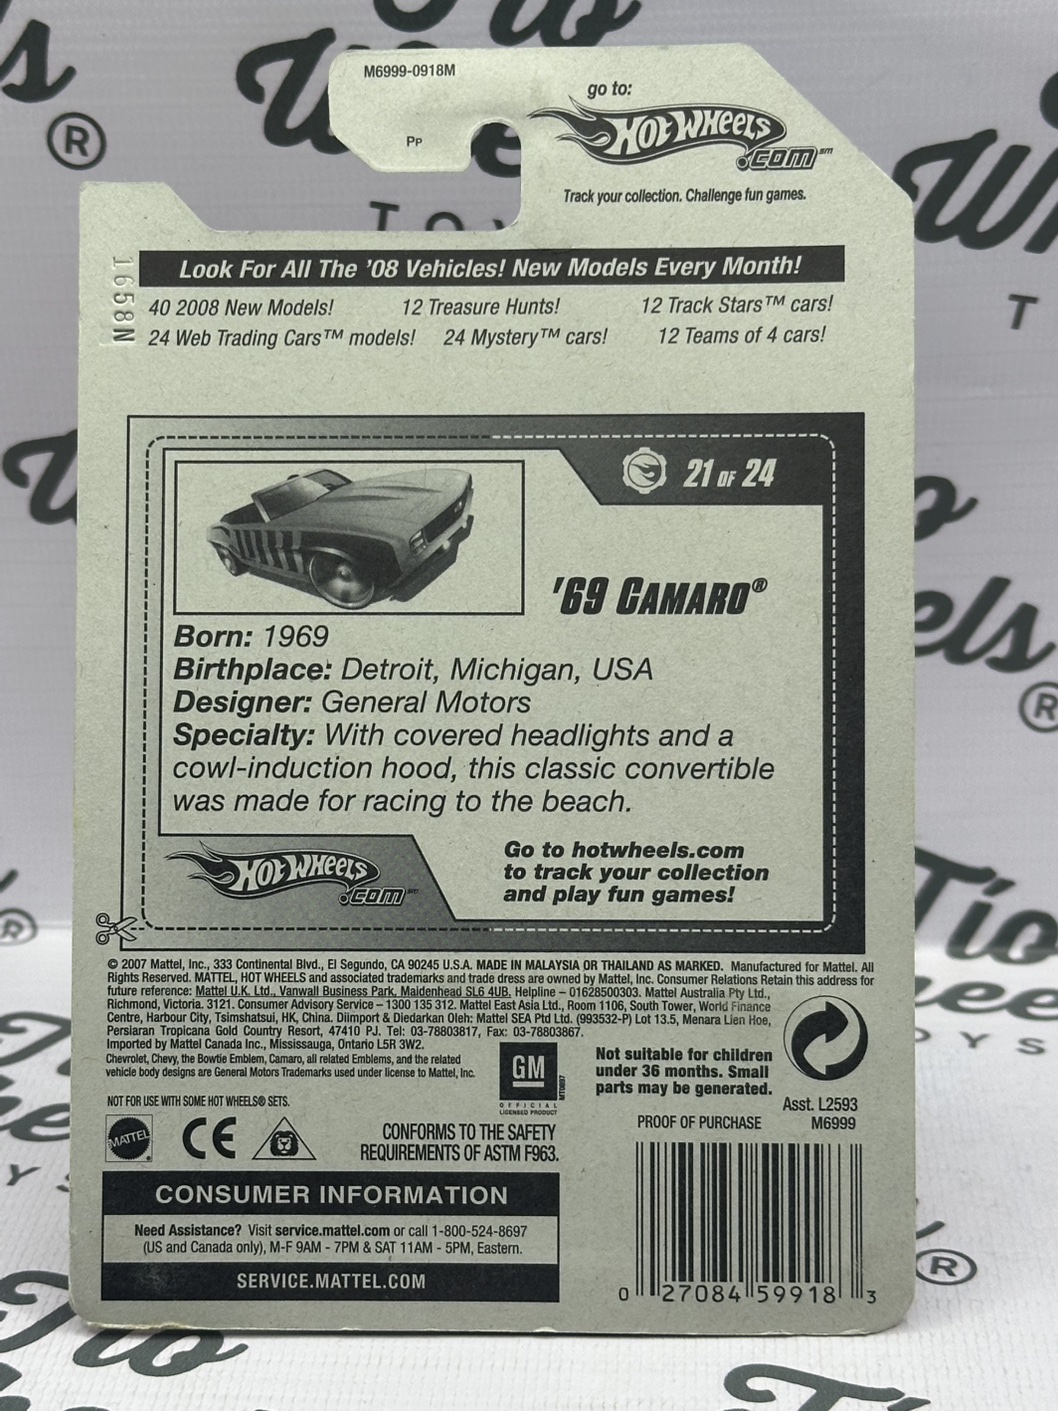 M6999-0918M
go to:
HOT WHEELS
.com℠
Pp
Track your collection. Challenge fun games.
1658N
Look For All The '08 Vehicles! New Models Every Month!
40 2008 New Models! 12 Treasure Hunts! 12 Track Stars™ cars!
24 Web Trading Cars™ models! 24 Mystery™ cars! 12 Teams of 4 cars!
21 OF 24
'69 CAMARO®
Born: 1969
Birthplace: Detroit, Michigan, USA
Designer: General Motors
Specialty: With covered headlights and a
cowl-induction hood, this classic convertible
was made for racing to the beach.
HOT WHEELS
.com℠
Go to hotwheels.com
to track your collection
and play fun games!
© 2007 Mattel, Inc., 333 Continental Blvd., El Segundo, CA 90245 U.S.A. MADE IN MALAYSIA OR THAILAND AS MARKED. Manufactured for Mattel. All
Rights Reserved. MATTEL, HOT WHEELS and associated trademarks and trade dress are owned by Mattel, Inc. Consumer Relations Retain this address for
future reference: Mattel U.K. Ltd., Vanwall Business Park, Maidenhead SL6 4UB. Helpline – 01628500303. Mattel Australia Pty Ltd.,
Richmond, Victoria. 3121. Consumer Advisory Service – 1300 135 312. Mattel East Asia Ltd., Room 1106, South Tower, World Finance
Centre, Harbour City, Tsimshatsui, HK, China. Diimport & Diedarkan Oleh: Mattel SEA Ptd Ltd. (993532-P) Lot 13.5, Menara Lien Hoe,
Persiaran Tropicana Gold Country Resort, 47410 PJ. Tel: 03-78803817, Fax: 03-78803867.
Imported by Mattel Canada Inc., Mississauga, Ontario L5R 3W2.
Chevrolet, Chevy, the Bowtie Emblem, Camaro, all related Emblems, and the related
vehicle body designs are General Motors Trademarks used under license to Mattel, Inc.
GM
OFFICIAL
LICENSED PRODUCT
Not suitable for children
under 36 months. Small
parts may be generated.
NOT FOR USE WITH SOME HOT WHEELS® SETS.
Asst. L2593
M6999
PROOF OF PURCHASE
MATTEL
CE
CONFORMS TO THE SAFETY
REQUIREMENTS OF ASTM F963.
CONSUMER INFORMATION
Need Assistance? Visit service.mattel.com or call 1-800-524-8697
(US and Canada only), M-F 9AM - 7PM & SAT 11AM - 5PM, Eastern.
SERVICE.MATTEL.COM
0 27084 59918 3